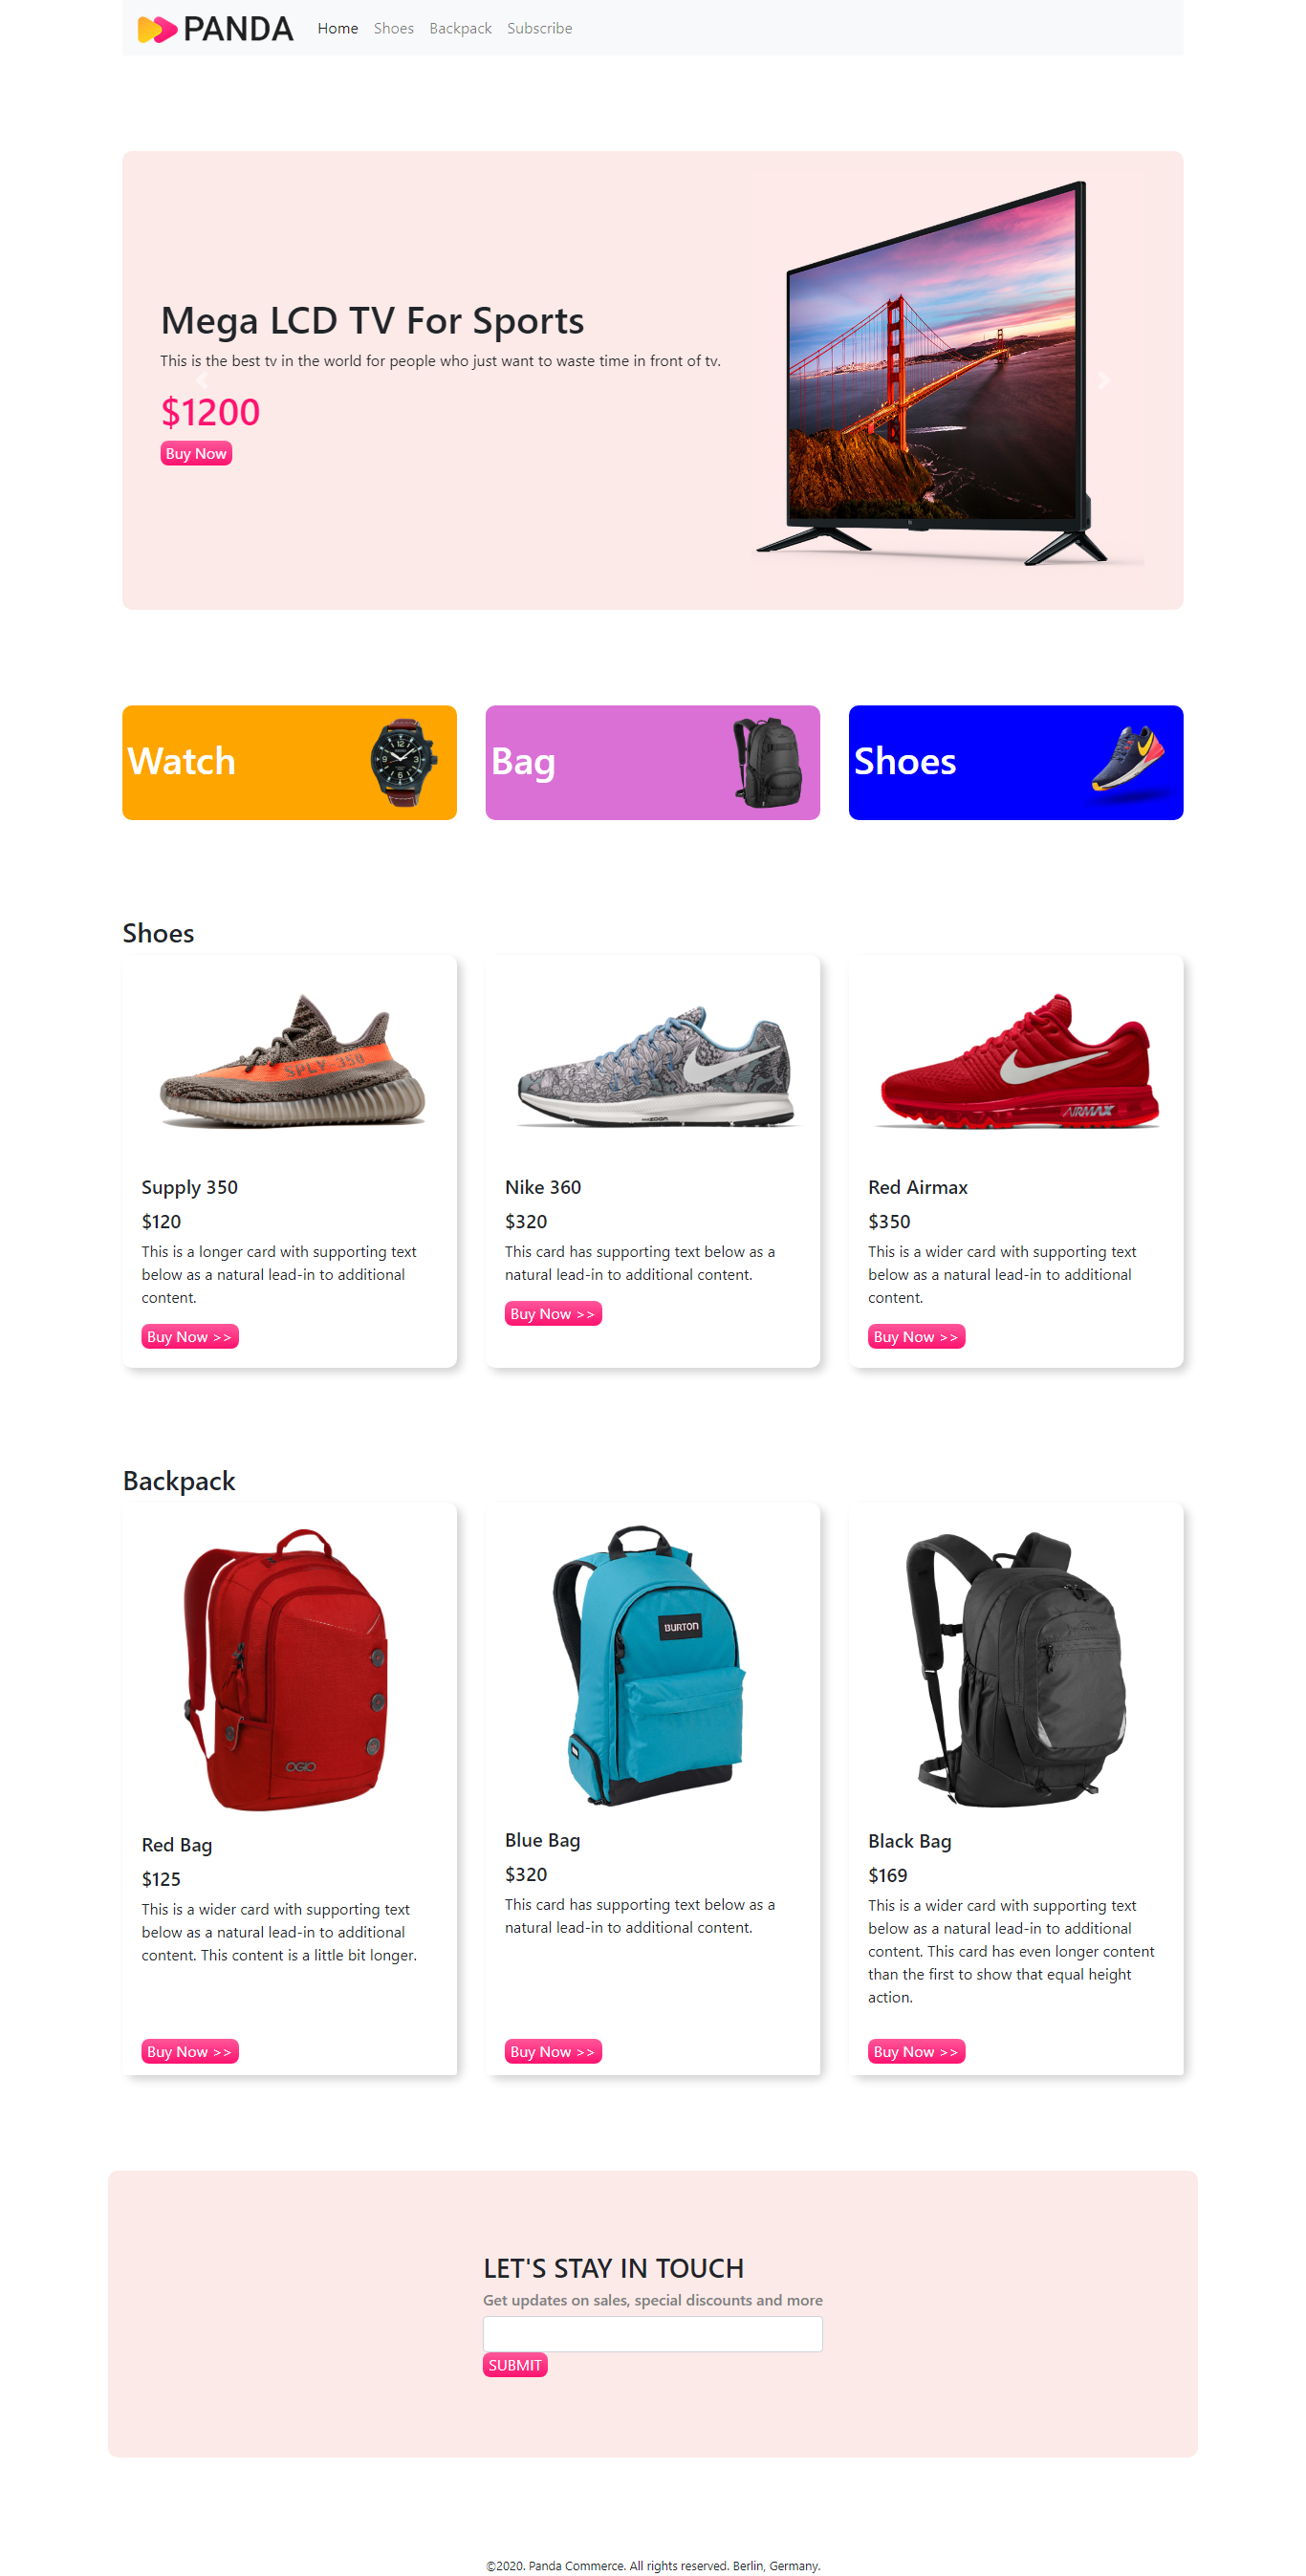 PANDA
Home Shoes Backpack Subscribe
Mega LCD TV For Sports
This is the best tv in the world for people who just want to waste time in front of tv.
$1200
Buy Now
Watch
Bag
Shoes
Shoes
SPLY 350
ZOOM
AIRMAX
Supply 350
$120
This is a longer card with supporting text
below as a natural lead-in to additional
content.
Buy Now >>
Nike 360
$320
This card has supporting text below as a
natural lead-in to additional content.
Buy Now >>
Red Airmax
$350
This is a wider card with supporting text
below as a natural lead-in to additional
content.
Buy Now >>
Backpack
OGIO
BURTON
Red Bag
$125
This is a wider card with supporting text
below as a natural lead-in to additional
content. This content is a little bit longer.
Buy Now >>
Blue Bag
$320
This card has supporting text below as a
natural lead-in to additional content.
Buy Now >>
Black Bag
$169
This is a wider card with supporting text
below as a natural lead-in to additional
content. This card has even longer content
than the first to show that equal height
action.
Buy Now >>
LET'S STAY IN TOUCH
Get updates on sales, special discounts and more
SUBMIT
©2020. Panda Commerce. All rights reserved. Berlin, Germany.